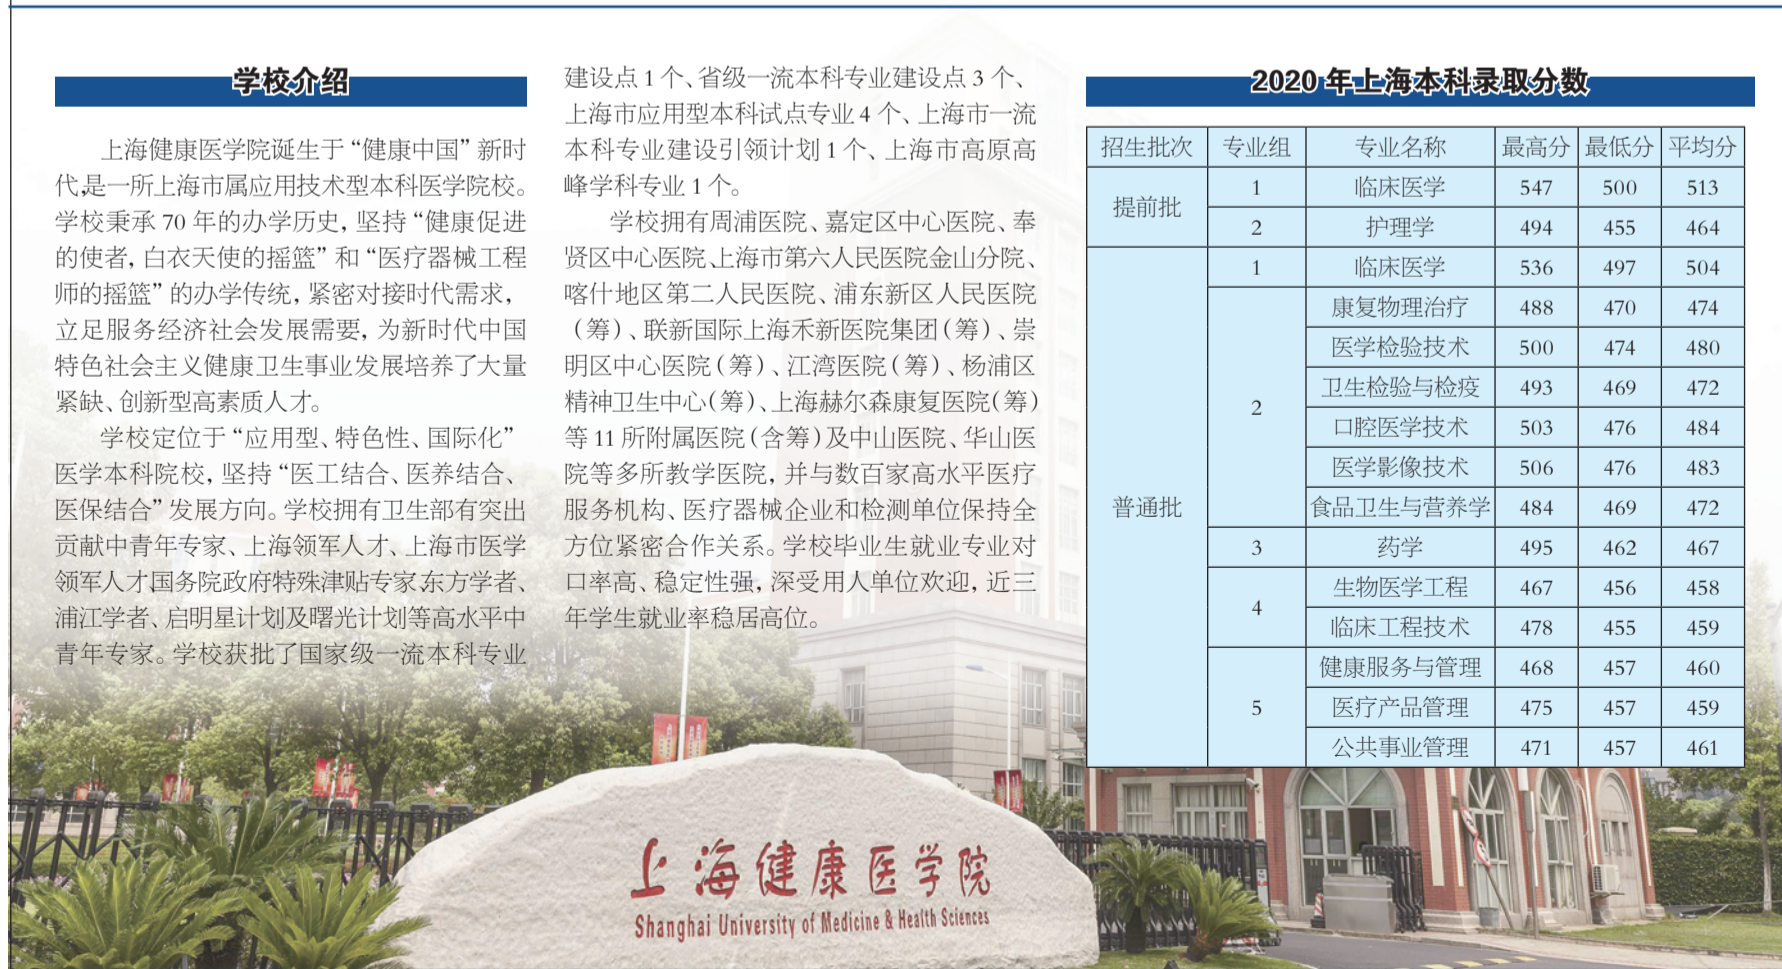 学校介绍
上海健康医学院诞生于“健康中国”新时
代,是一所上海市属应用技术型本科医学院校。
学校秉承 70 年的办学历史，坚持“健康促进
的使者，白衣天使的摇篮”和“医疗器械工程
师的摇篮”的办学传统，紧密对接时代需求，
立足服务经济社会发展需要，为新时代中国
特色社会主义健康卫生事业发展培养了大量
紧缺、创新型高素质人才。
学校定位于“应用型、特色性、国际化”
医学本科院校，坚持“医工结合、医养结合、
医保结合”发展方向。学校拥有卫生部有突出
贡献中青年专家、上海领军人才、上海市医学
领军人才、国务院政府特殊津贴专家、东方学者、
浦江学者、启明星计划及曙光计划等高水平中
青年专家。学校获批了国家级一流本科专业
建设点 1 个、省级一流本科专业建设点 3 个、
上海市应用型本科试点专业 4 个、上海市一流
本科专业建设引领计划 1 个、上海市高原高
峰学科专业 1 个。
学校拥有周浦医院、嘉定区中心医院、奉
贤区中心医院、上海市第六人民医院金山分院、
喀什地区第二人民医院、浦东新区人民医院
（筹）、联新国际上海禾新医院集团（筹）、崇
明区中心医院（筹）、江湾医院（筹）、杨浦区
精神卫生中心（筹）、上海赫尔森康复医院（筹）
等 11 所附属医院（含筹）及中山医院、华山医
院等多所教学医院，并与数百家高水平医疗
服务机构、医疗器械企业和检测单位保持全
方位紧密合作关系。学校毕业生就业专业对
口率高、稳定性强，深受用人单位欢迎，近三
年学生就业率稳居高位。
2020 年上海本科录取分数
招生批次 专业组 专业名称 最高分 最低分 平均分
提前批 1 临床医学 547 500 513
2 护理学 494 455 464
普通批 1 临床医学 536 497 504
2 康复物理治疗 488 470 474
医学检验技术 500 474 480
卫生检验与检疫 493 469 472
口腔医学技术 503 476 484
医学影像技术 506 476 483
食品卫生与营养学 484 469 472
3 药学 495 462 467
4 生物医学工程 467 456 458
临床工程技术 478 455 459
5 健康服务与管理 468 457 460
医疗产品管理 475 457 459
公共事业管理 471 457 461
上海健康医学院
Shanghai University of Medicine & Health Sciences